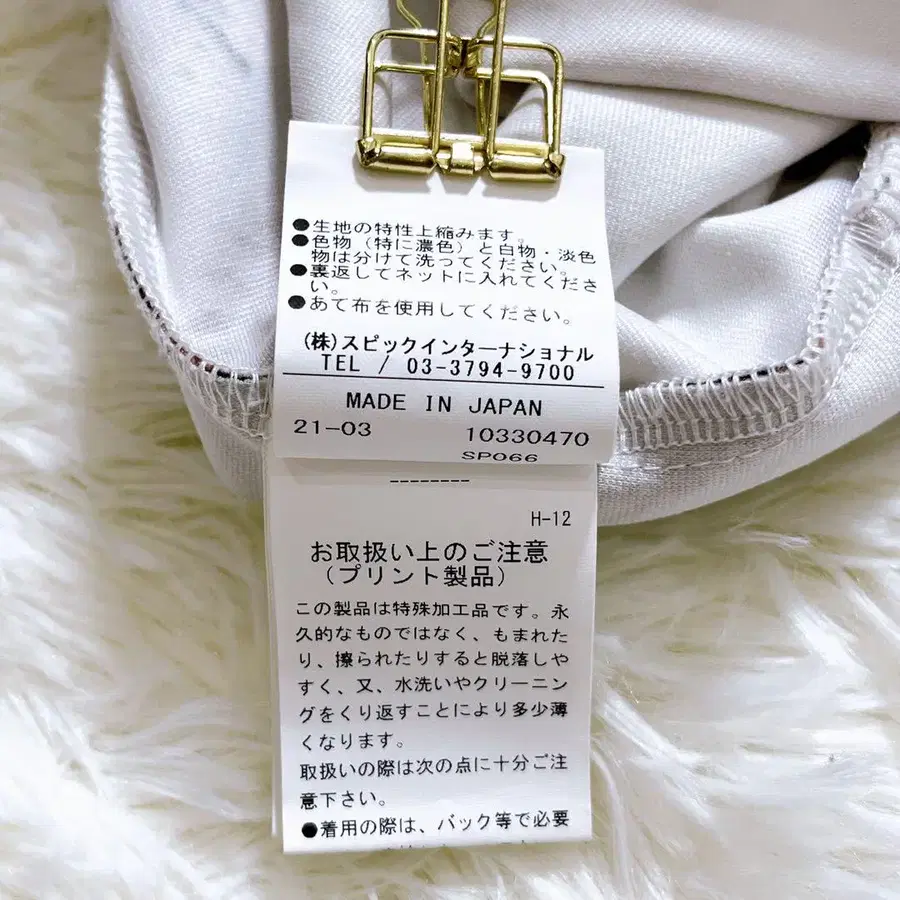 ●生地の特性上縮みます。
●色物（特に濃色）と白物・淡色
物は分けて洗ってください。
●裏返してネットに入れてくださ
い。
●あて布を使用してください。
(株)スピックインターナショナル
TEL / 03-3794-9700
MADE IN JAPAN
21-03 10330470
SP066
--------
H-12
お取扱い上のご注意
（プリント製品）
この製品は特殊加工品です。永
久的なものではなく、もまれた
り、擦られたりすると脱落しや
すく、又、水洗いやクリーニン
グをくり返すことにより多少薄
くなります。
取扱いの際は次の点に十分ご注
意下さい。
●着用の際は、バック等で必要